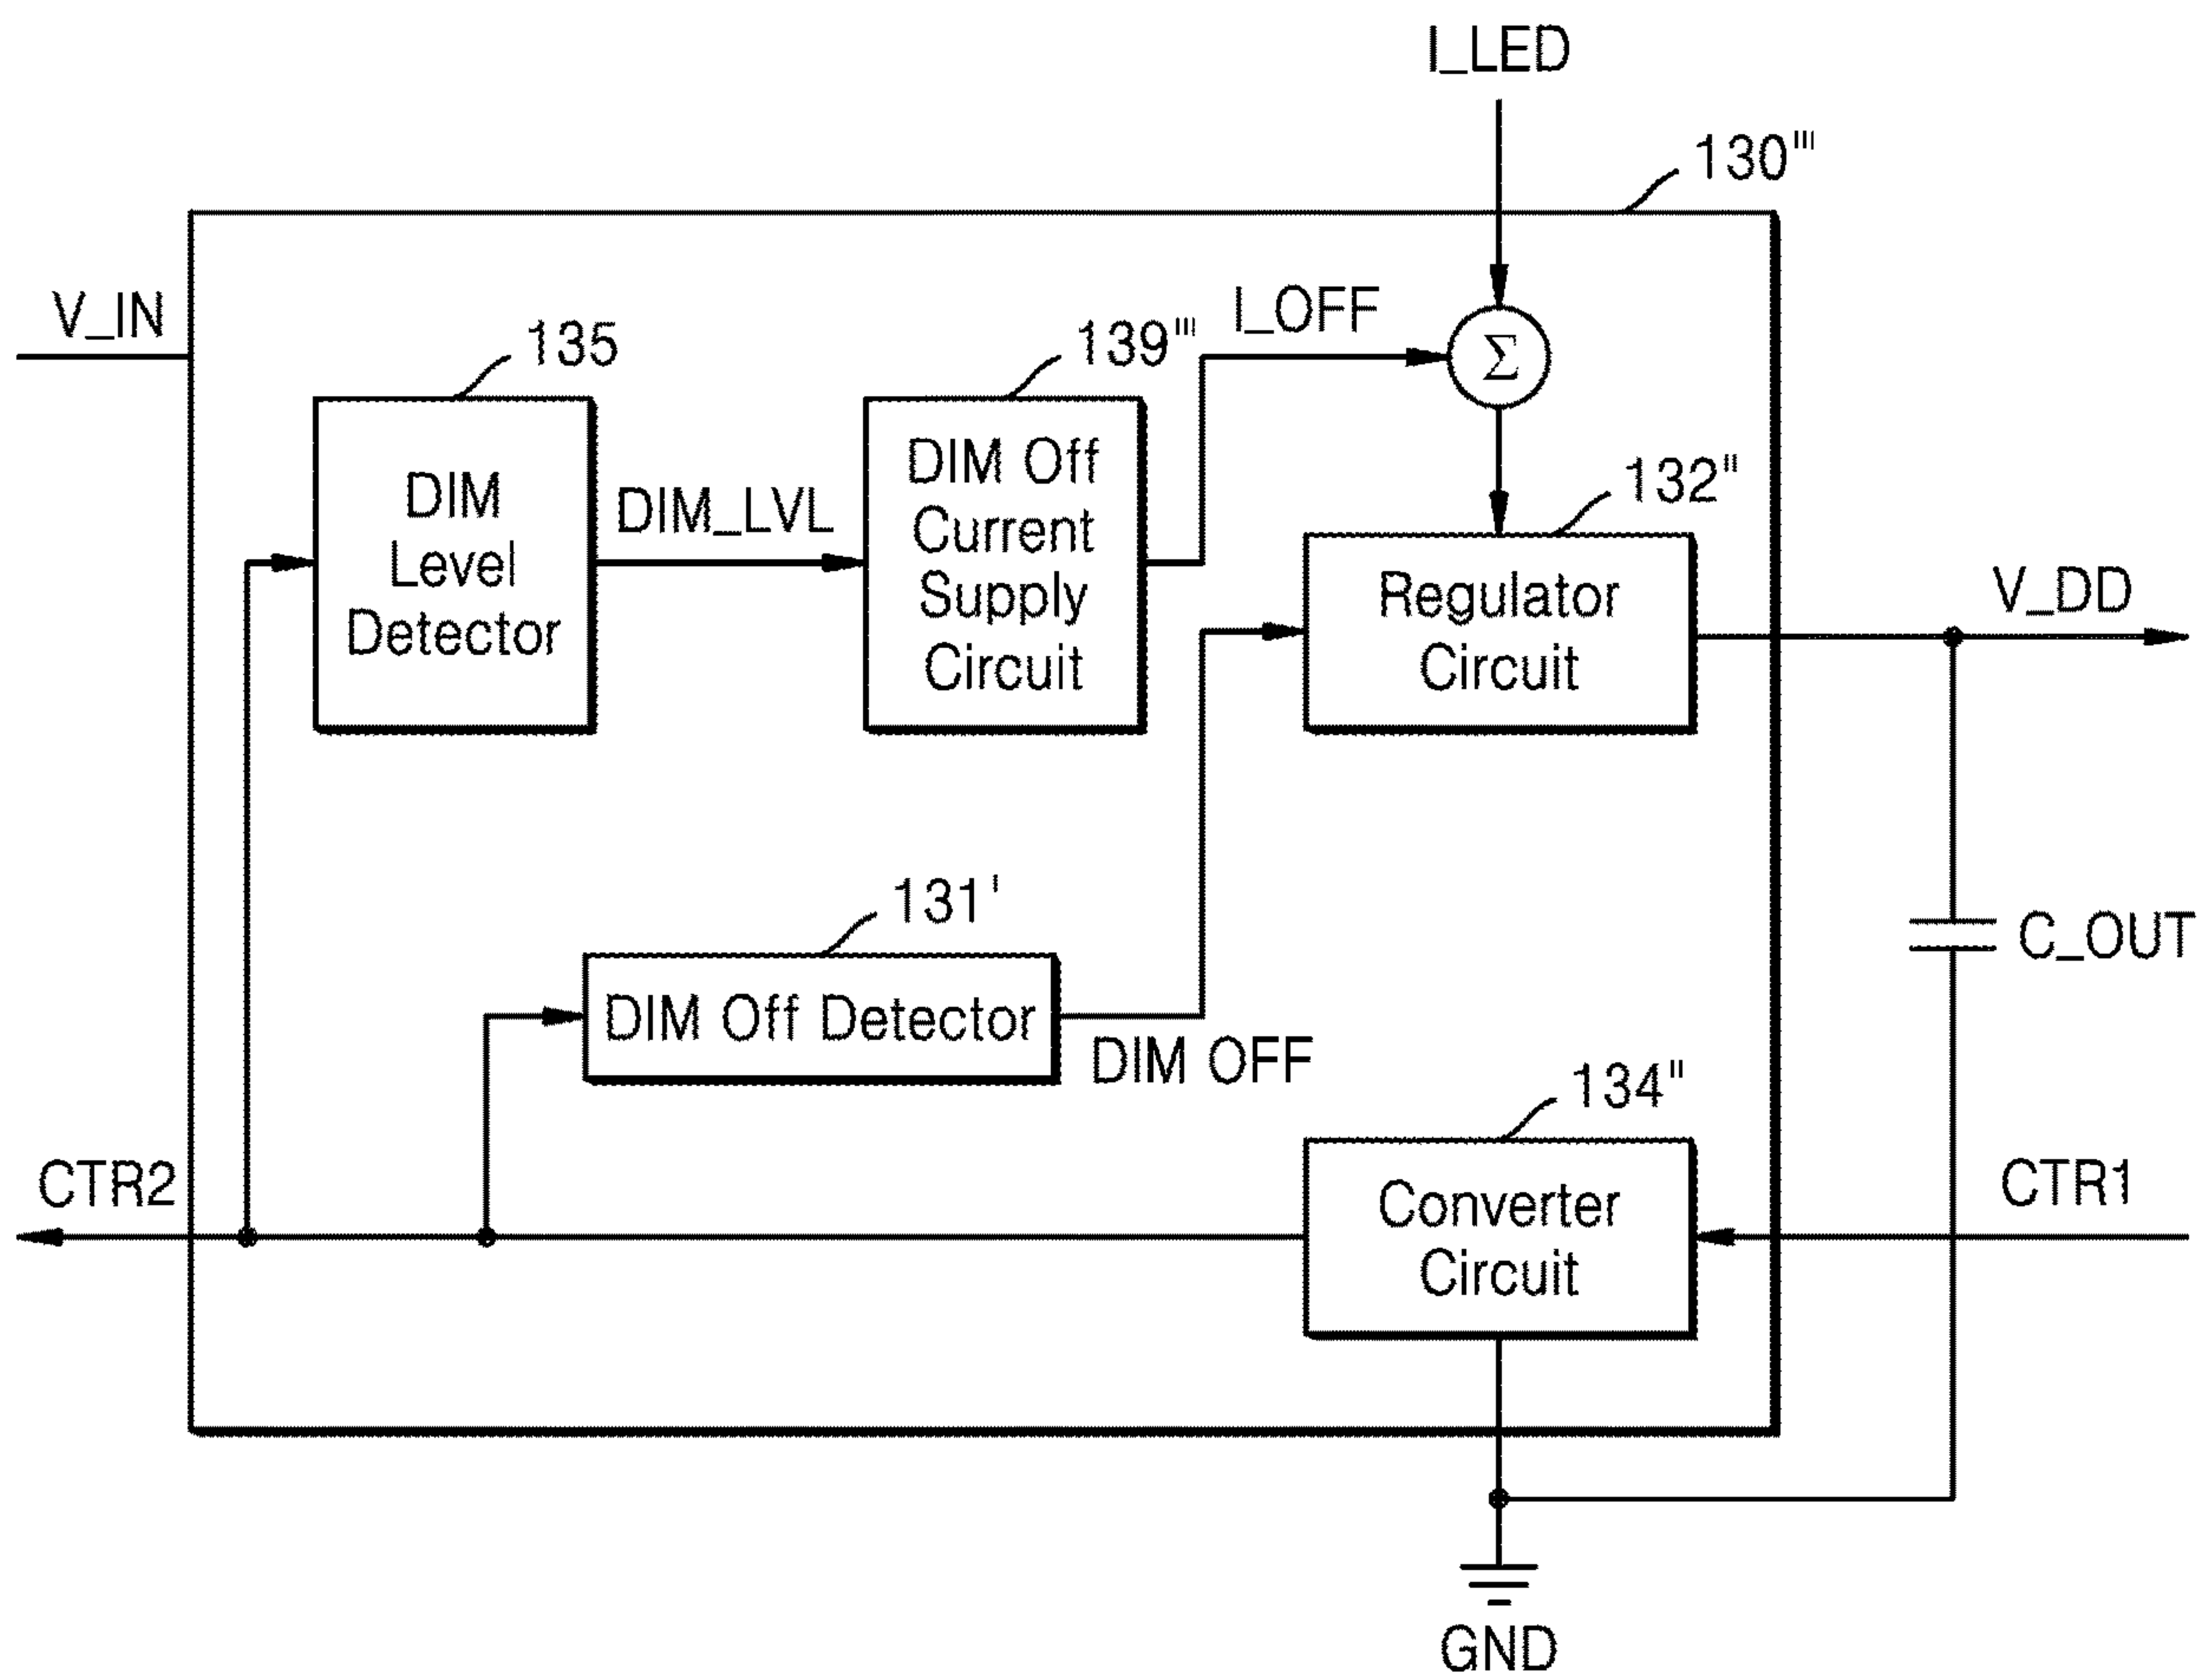 I_LED
130'''
V_IN
135
139'''
I_OFF
Σ
DIM
Level
Detector
DIM_LVL
DIM Off
Current
Supply
Circuit
132''
Regulator
Circuit
V_DD
131'
DIM Off Detector
DIM OFF
C_OUT
134''
CTR2
Converter
Circuit
CTR1
GND